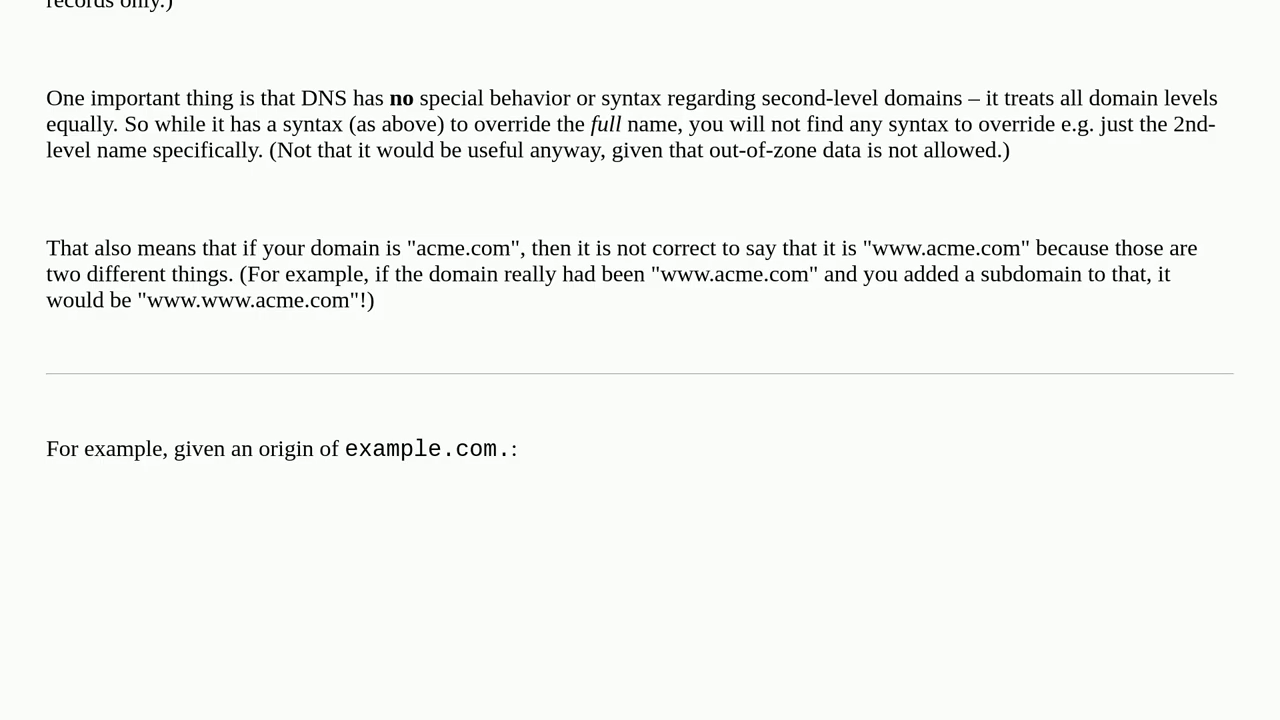 records only.)
One important thing is that DNS has no special behavior or syntax regarding second-level domains – it treats all domain levels
equally. So while it has a syntax (as above) to override the full name, you will not find any syntax to override e.g. just the 2nd-
level name specifically. (Not that it would be useful anyway, given that out-of-zone data is not allowed.)
That also means that if your domain is "acme.com", then it is not correct to say that it is "www.acme.com" because those are
two different things. (For example, if the domain really had been "www.acme.com" and you added a subdomain to that, it
would be "www.www.acme.com"!)
For example, given an origin of example.com.: